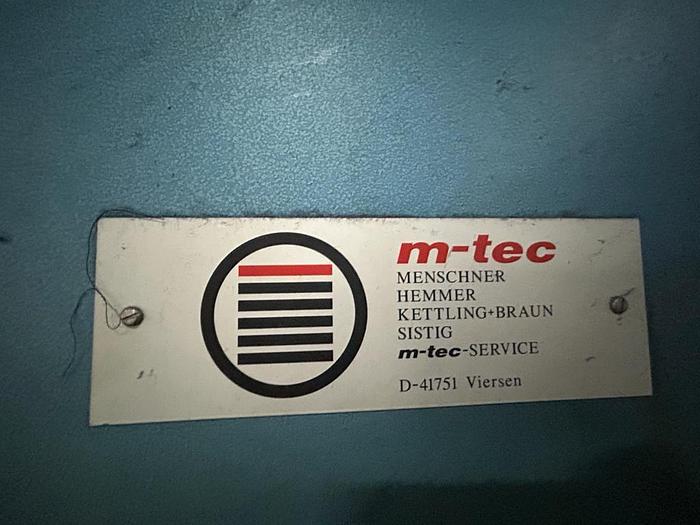 m-tec
MENSCHNER
HEMMER
KETTLING+BRAUN
SISTIG
m-tec-SERVICE
D-41751 Viersen